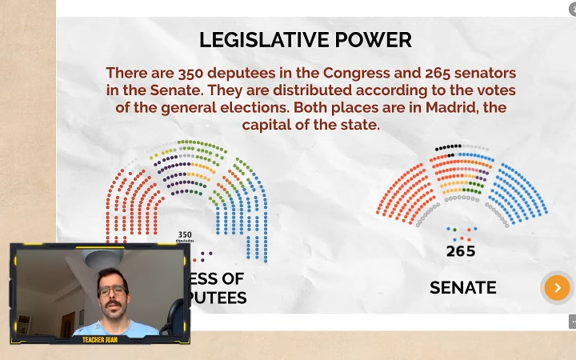 LEGISLATIVE POWER
There are 350 deputees in the Congress and 265 senators
in the Senate. They are distributed according to the votes
of the general elections. Both places are in Madrid, the
capital of the state.
350
deputies
265
ESS OF
PUTEES
SENATE
TEACHER JUAN